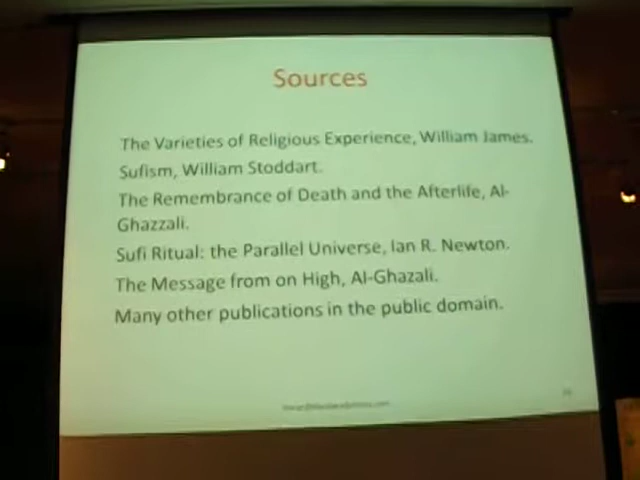 Sources
The Varieties of Religious Experience, William James.
Sufism, William Stoddart.
The Remembrance of Death and the Afterlife, Al-
Ghazzali.
Sufi Ritual: the Parallel Universe, Ian R. Newton.
The Message from on High, Al-Ghazali.
Many other publications in the public domain.